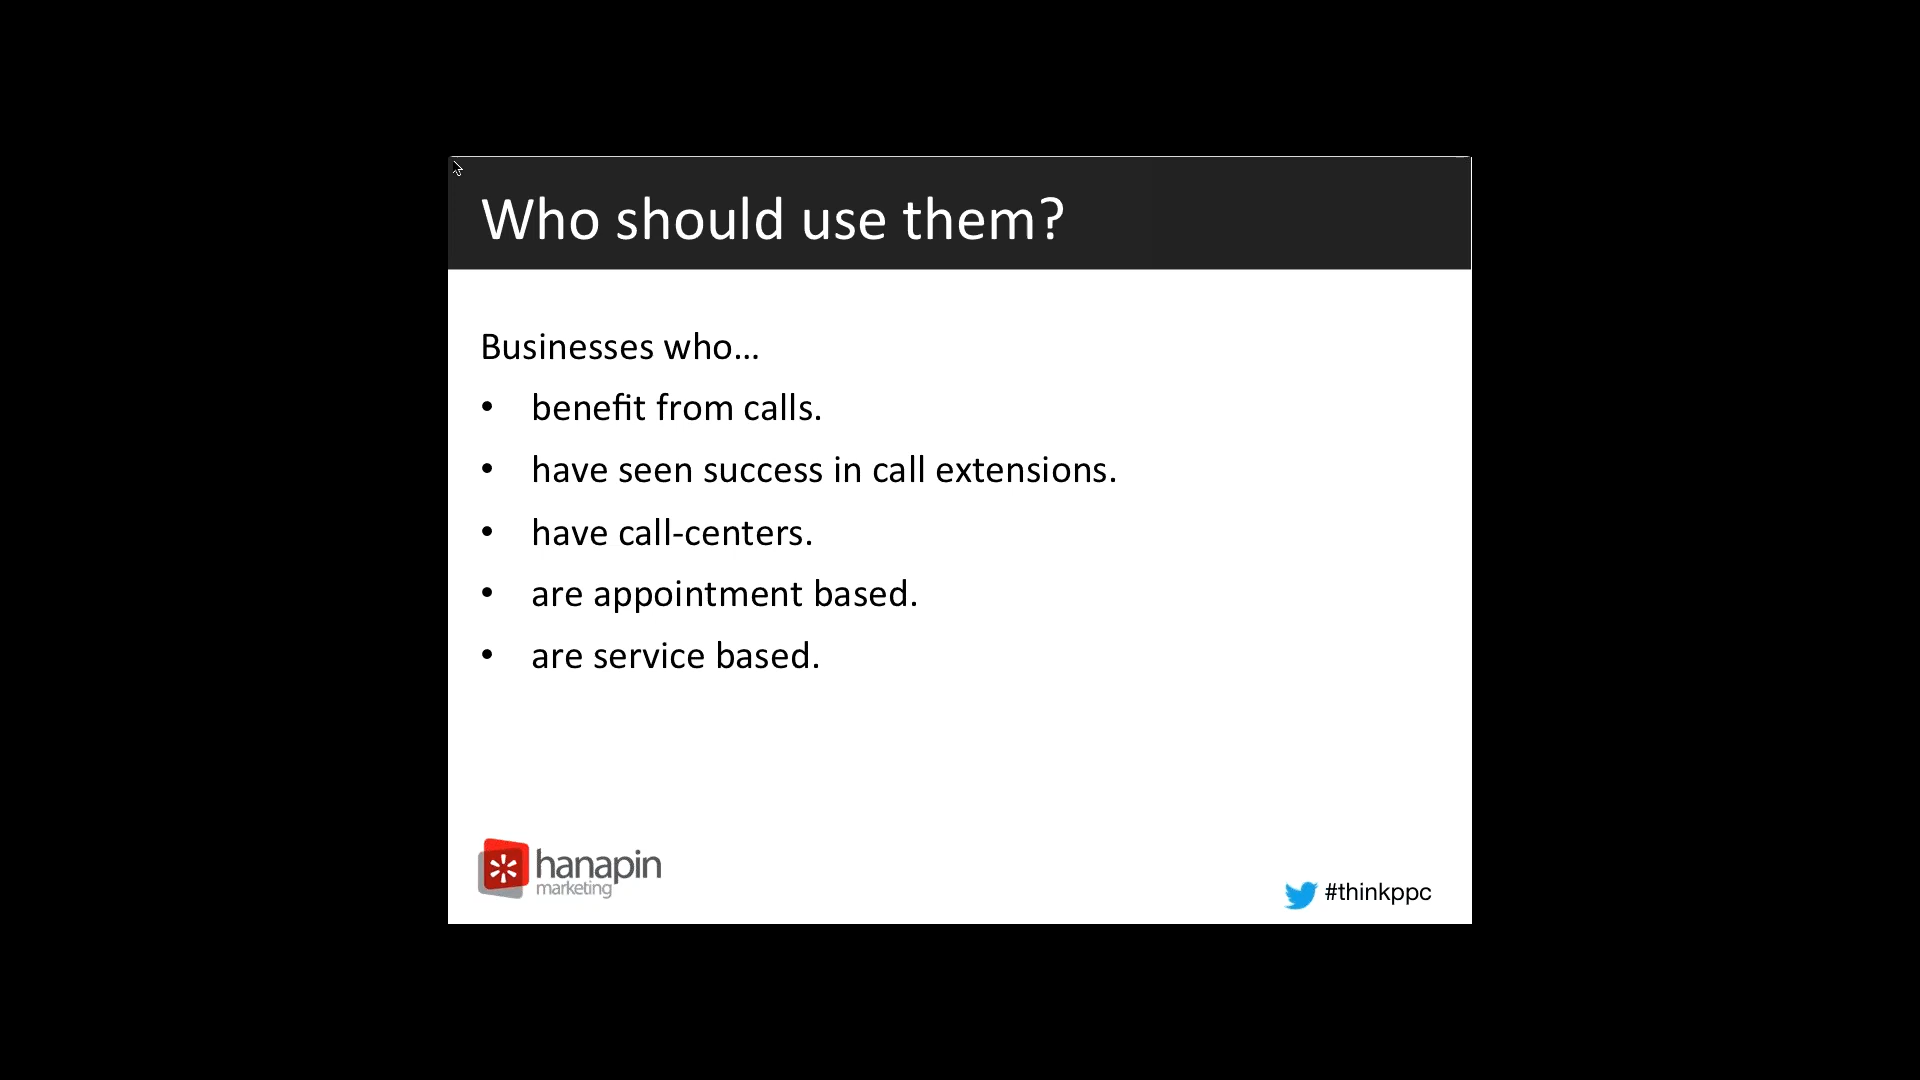 Who should use them?
Businesses who...
• benefit from calls.
• have seen success in call extensions.
• have call-centers.
• are appointment based.
• are service based.
hanapin
marketing
#thinkppc